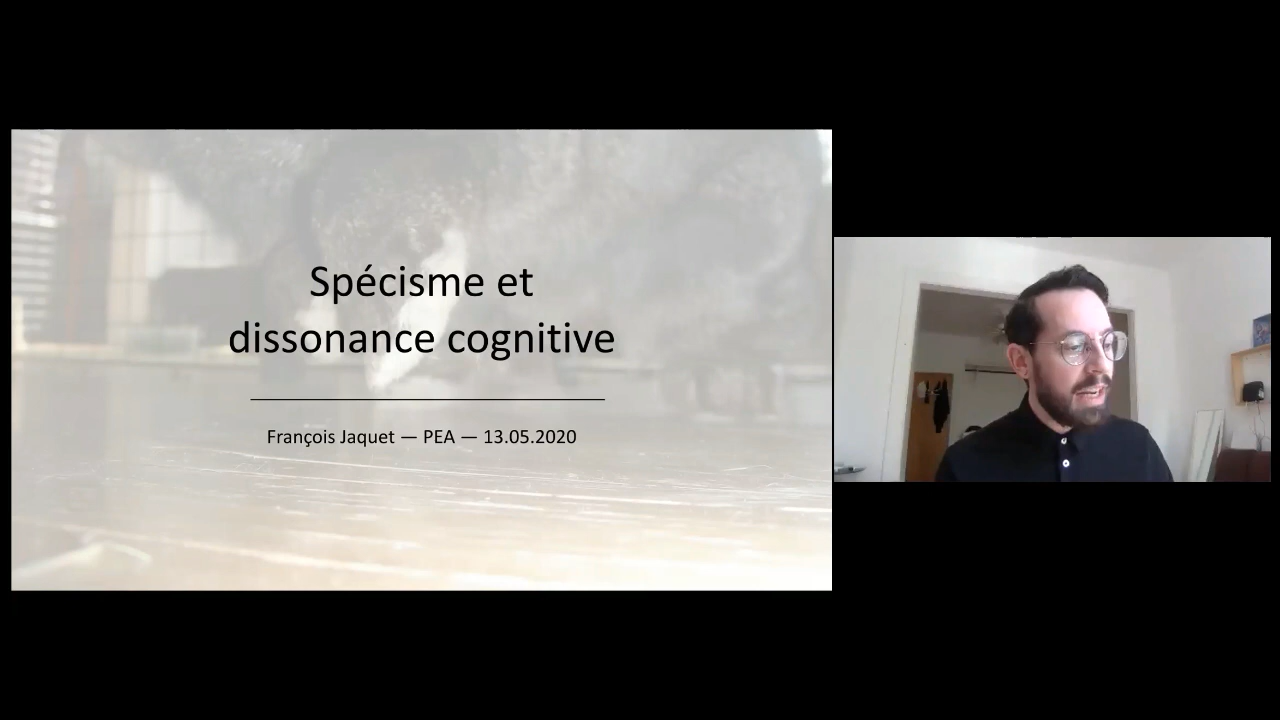 Spécisme et
dissonance cognitive
François Jaquet — PEA — 13.05.2020